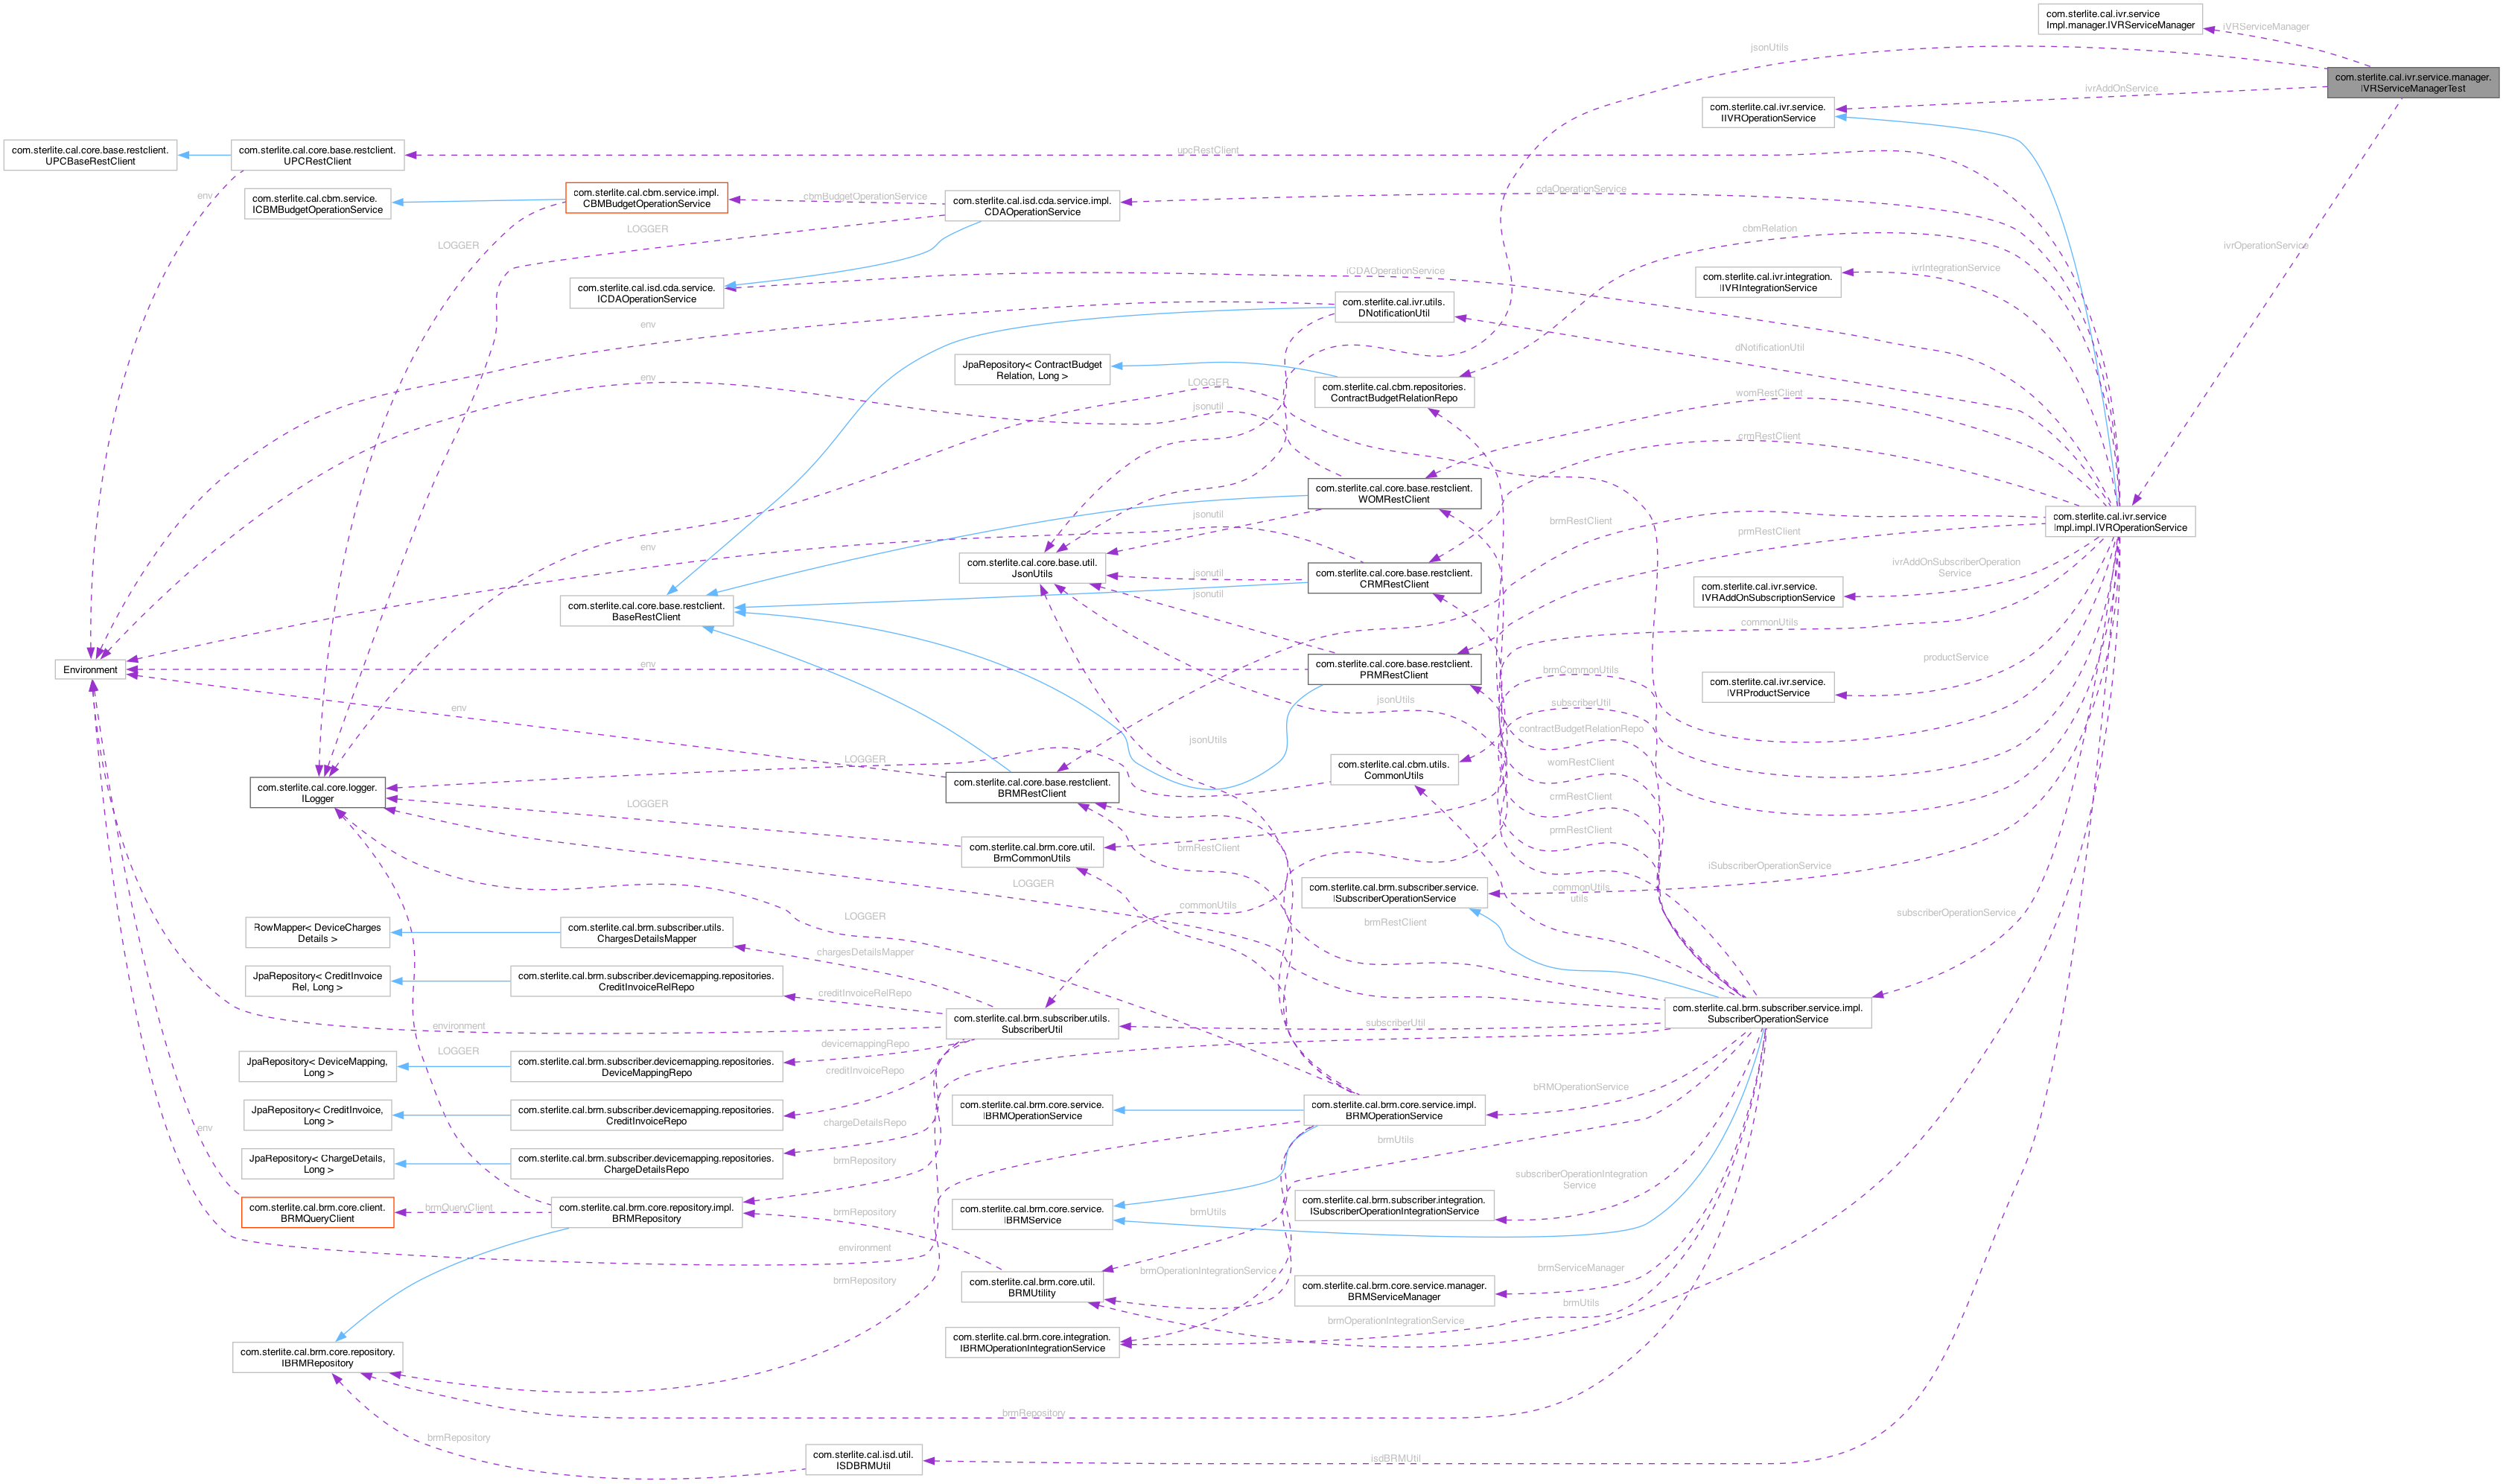 com.sterlite.cal.ivr.service
Impl.manager.IVRServiceManager
iVRServiceManager
jsonUtils
com.sterlite.cal.ivr.service.manager.
IVRServiceManagerTest
ivrAddOnService
com.sterlite.cal.ivr.service.
IIVROperationService
com.sterlite.cal.core.base.restclient.
UPCBaseRestClient
com.sterlite.cal.core.base.restclient.
UPCRestClient
upcRestClient
env
com.sterlite.cal.cbm.service.
ICBMBudgetOperationService
com.sterlite.cal.cbm.service.impl.
CBMBudgetOperationService
cbmBudgetOperationService
com.sterlite.cal.isd.cda.service.impl.
CDAOperationService
cdaOperationService
LOGGER
LOGGER
cbmRelation
ivrOperationService
com.sterlite.cal.isd.cda.service.
ICDAOperationService
iCDAOperationService
com.sterlite.cal.ivr.integration.
IIVRIntegrationService
ivrIntegrationService
com.sterlite.cal.ivr.utils.
DNotificationUtil
env
dNotificationUtil
JpaRepository< ContractBudget
Relation, Long >
com.sterlite.cal.cbm.repositories.
ContractBudgetRelationRepo
env
LOGGER
jsonutil
womRestClient
crmRestClient
com.sterlite.cal.core.base.restclient.
WOMRestClient
jsonutil
brmRestClient
prmRestClient
com.sterlite.cal.ivr.service
Impl.impl.IVROperationService
env
com.sterlite.cal.core.base.util.
JsonUtils
com.sterlite.cal.core.base.restclient.
CRMRestClient
jsonutil
jsonutil
ivrAddOnSubscriberOperation
Service
com.sterlite.cal.ivr.service.
IVRAddOnSubscriptionService
com.sterlite.cal.core.base.restclient.
BaseRestClient
commonUtils
Environment
env
com.sterlite.cal.core.base.restclient.
PRMRestClient
brmCommonUtils
productService
com.sterlite.cal.ivr.service.
IVRProductService
env
jsonUtils
subscriberUtil
contractBudgetRelationRepo
jsonUtils
LOGGER
com.sterlite.cal.cbm.utils.
CommonUtils
womRestClient
com.sterlite.cal.core.logger.
ILogger
com.sterlite.cal.core.base.restclient.
BRMRestClient
crmRestClient
LOGGER
prmRestClient
com.sterlite.cal.brm.core.util.
BrmCommonUtils
brmRestClient
iSubscriberOperationService
LOGGER
com.sterlite.cal.brm.subscriber.service.
ISubscriberOperationService
commonUtils
utils
commonUtils
brmRestClient
LOGGER
subscriberOperationService
RowMapper< DeviceCharges
Details >
com.sterlite.cal.brm.subscriber.utils.
ChargesDetailsMapper
chargesDetailsMapper
JpaRepository< CreditInvoice
Rel, Long >
com.sterlite.cal.brm.subscriber.devicemapping.repositories.
CreditInvoiceRelRepo
creditInvoiceRelRepo
com.sterlite.cal.brm.subscriber.service.impl.
SubscriberOperationService
environment
com.sterlite.cal.brm.subscriber.utils.
SubscriberUtil
subscriberUtil
LOGGER
devicemappingRepo
JpaRepository< DeviceMapping,
Long >
com.sterlite.cal.brm.subscriber.devicemapping.repositories.
DeviceMappingRepo
creditInvoiceRepo
bRMOperationService
JpaRepository< CreditInvoice,
Long >
com.sterlite.cal.brm.subscriber.devicemapping.repositories.
CreditInvoiceRepo
com.sterlite.cal.brm.core.service.
IBRMOperationService
com.sterlite.cal.brm.core.service.impl.
BRMOperationService
env
chargeDetailsRepo
brmUtils
JpaRepository< ChargeDetails,
Long >
com.sterlite.cal.brm.subscriber.devicemapping.repositories.
ChargeDetailsRepo
brmRepository
subscriberOperationIntegration
Service
com.sterlite.cal.brm.core.client.
BRMQueryClient
brmQueryClient
com.sterlite.cal.brm.core.repository.impl.
BRMRepository
brmRepository
com.sterlite.cal.brm.core.service.
IBRMService
brmUtils
com.sterlite.cal.brm.subscriber.integration.
ISubscriberOperationIntegrationService
environment
brmRepository
brmOperationIntegrationService
brmServiceManager
com.sterlite.cal.brm.core.util.
BRMUtility
com.sterlite.cal.brm.core.service.manager.
BRMServiceManager
brmUtils
brmOperationIntegrationService
com.sterlite.cal.brm.core.integration.
IBRMOperationIntegrationService
com.sterlite.cal.brm.core.repository.
IBRMRepository
brmRepository
brmRepository
com.sterlite.cal.isd.util.
ISDBRMUtil
isdBRMUtil